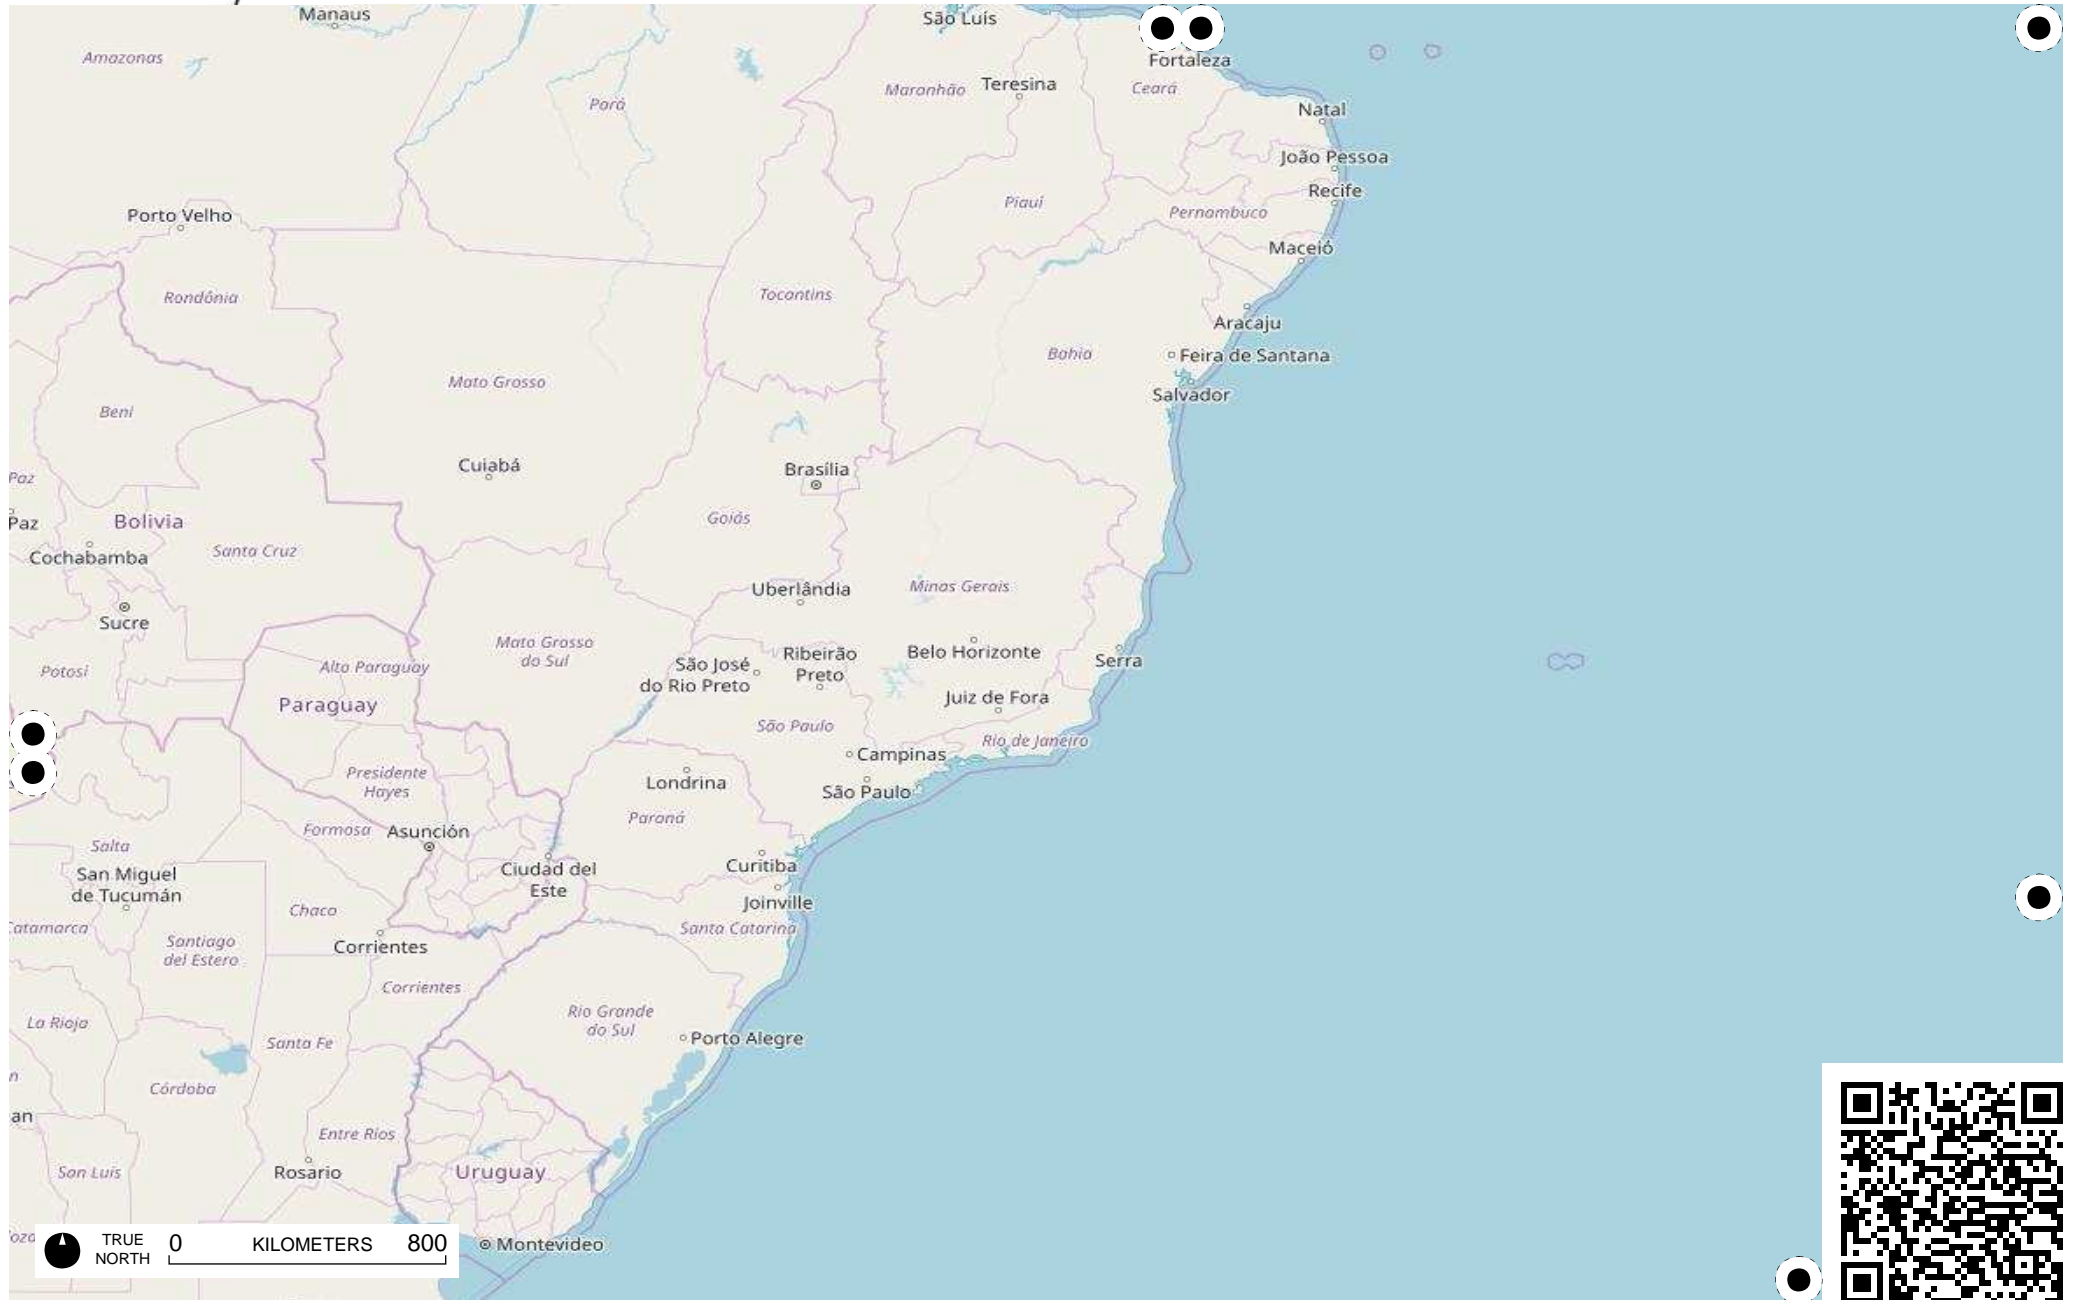 Manaus
São Luís
Amazonas
Fortaleza
Teresina
Maranhão
Ceará
Pará
Natal
João Pessoa
Recife
Piauí
Pernambuco
Porto Velho
Maceió
Rondônia
Tocantins
Aracaju
Bahia
Feira de Santana
Mato Grosso
Salvador
Beni
Cuiabá
Brasília
Paz
Goiás
Paz
Bolivia
Santa Cruz
Cochabamba
Uberlândia
Minas Gerais
Sucre
Mato Grosso
do Sul
Belo Horizonte
Ribeirão
Preto
São José
do Rio Preto
Serra
Alto Paraguay
Potosí
Juiz de Fora
Paraguay
São Paulo
Rio de Janeiro
Campinas
Presidente
Hayes
Londrina
São Paulo
Paraná
Formosa
Asunción
Salta
Curitiba
Ciudad del
Este
San Miguel
de Tucumán
Joinville
Chaco
Santa Catarina
atamarca
Santiago
del Estero
Corrientes
Corrientes
Rio Grande
do Sul
La Rioja
Porto Alegre
Santa Fe
n
Córdoba
an
Entre Ríos
San Luis
Rosario
Uruguay
oza
TRUE
NORTH
0 KILOMETERS 800
Montevideo